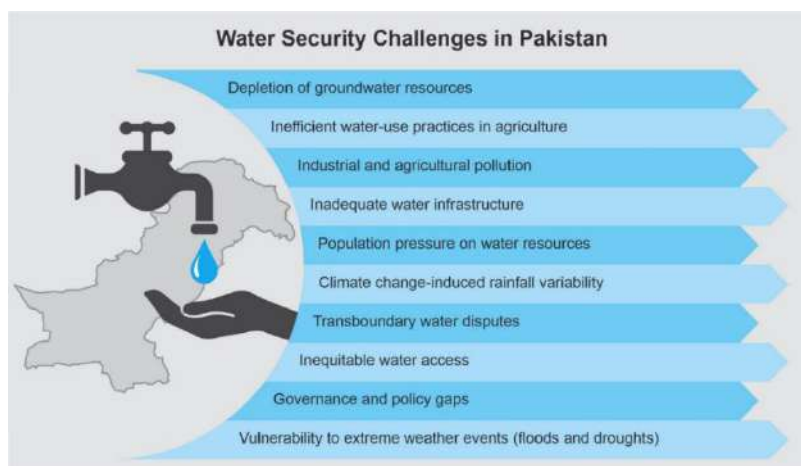 Water Security Challenges in Pakistan
Depletion of groundwater resources
Inefficient water-use practices in agriculture
Industrial and agricultural pollution
Inadequate water infrastructure
Population pressure on water resources
Climate change-induced rainfall variability
Transboundary water disputes
Inequitable water access
Governance and policy gaps
Vulnerability to extreme weather events (floods and droughts)